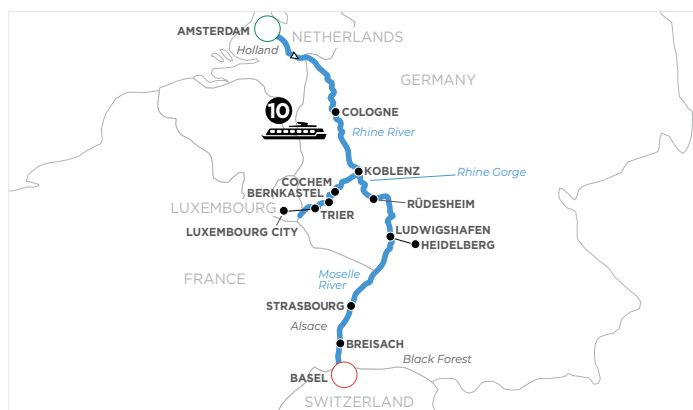 AMSTERDAM
NETHERLANDS
Holland
GERMANY
10
COLOGNE
Rhine River
KOBLENZ
Rhine Gorge
COCHEM
BERNKASTEL
RÜDESHEIM
LUXEMBOURG
TRIER
LUXEMBOURG CITY
LUDWIGSHAFEN
HEIDELBERG
FRANCE
Moselle
River
STRASBOURG
Alsace
BREISACH
Black Forest
BASEL
SWITZERLAND